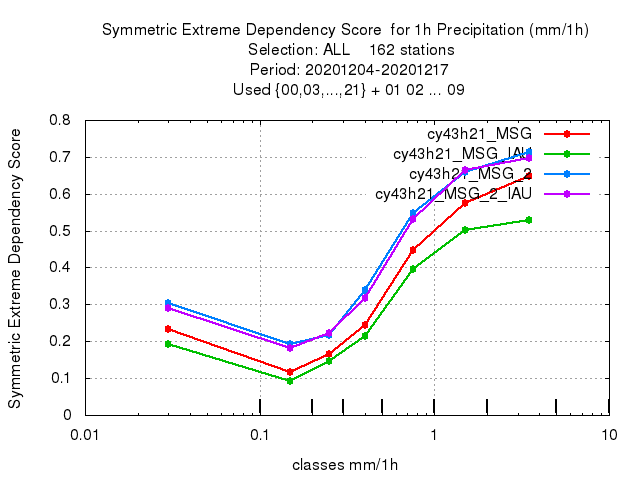 Symmetric Extreme Dependency Score for 1h Precipitation (mm/1h)
Selection: ALL 162 stations
Period: 20201204-20201217
Used {00,03,...,21} + 01 02 ... 09
Symmetric Extreme Dependency Score
0.8
0.7
0.6
0.5
0.4
0.3
0.2
0.1
0
cy43h21_MSG
cy43h21_MSG_IAU
cy43h21_MSG_2
cy43h21_MSG_2_IAU
0.01 0.1 1 10
classes mm/1h